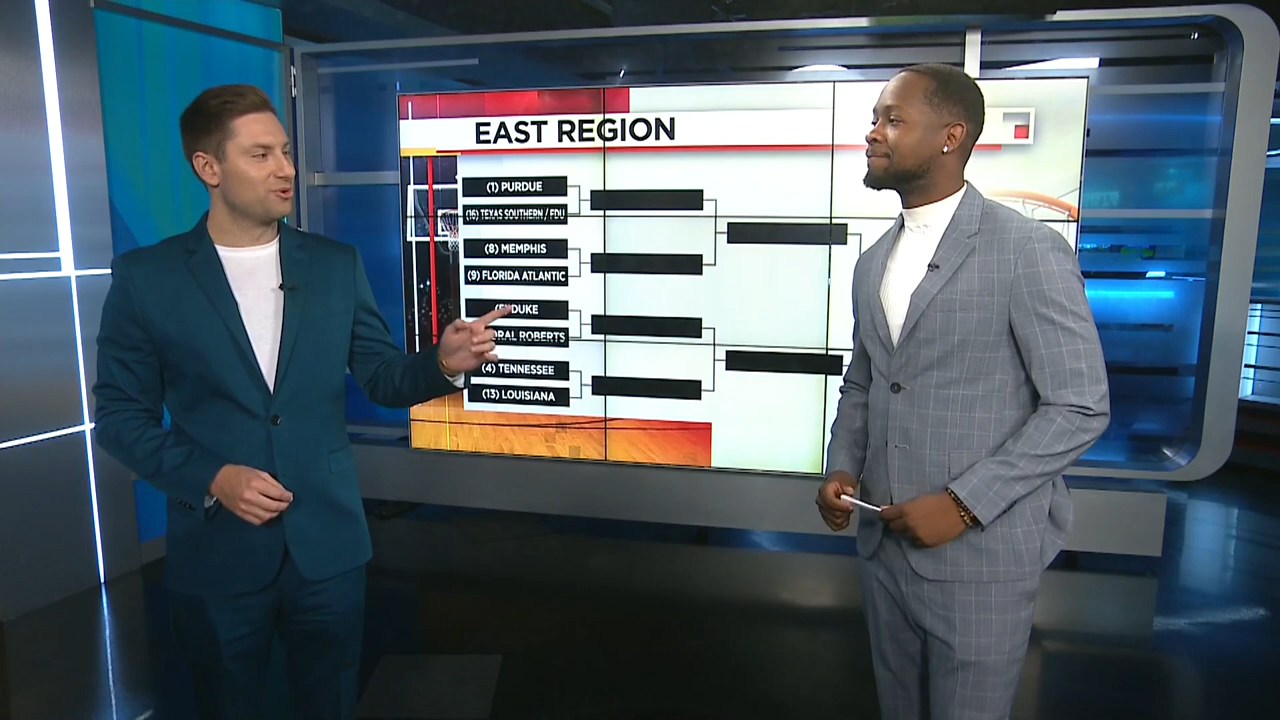 EAST REGION
(1) PURDUE
(16) TEXAS SOUTHERN / FDU
(8) MEMPHIS
(9) FLORIDA ATLANTIC
DUKE
ORAL ROBERTS
(4) TENNESSEE
(13) LOUISIANA